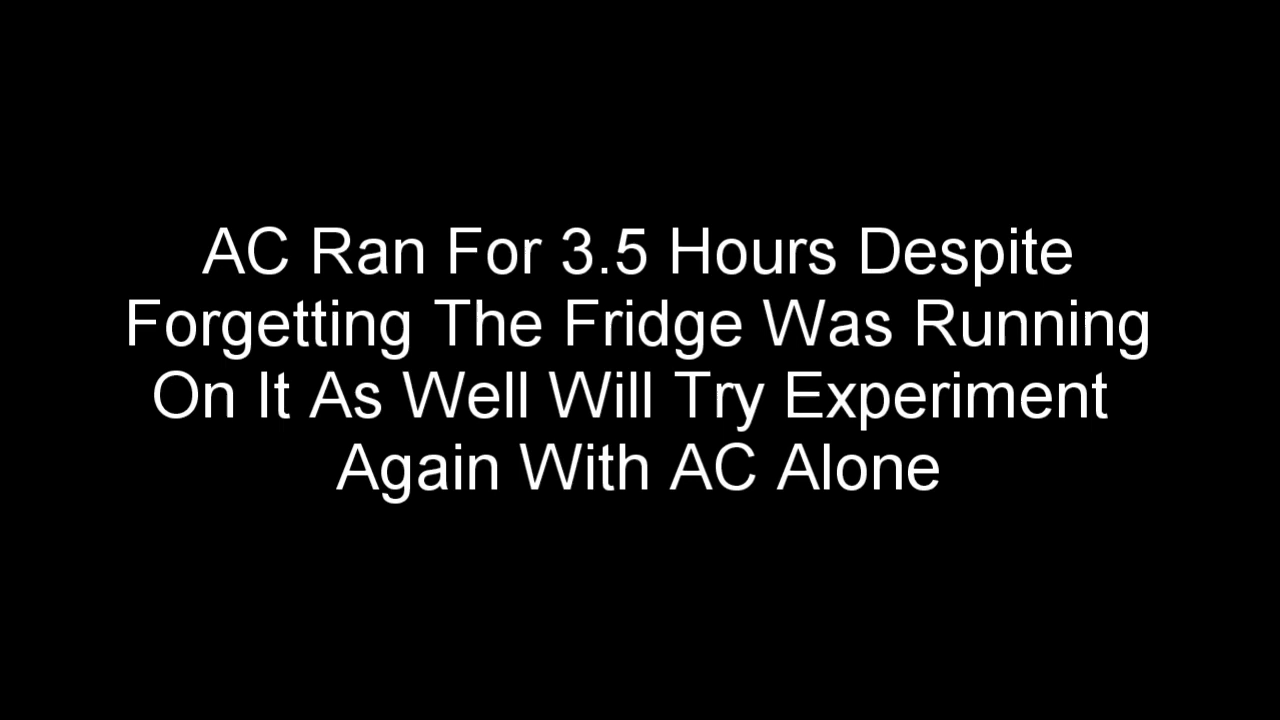 AC Ran For 3.5 Hours Despite
Forgetting The Fridge Was Running
On It As Well Will Try Experiment
Again With AC Alone